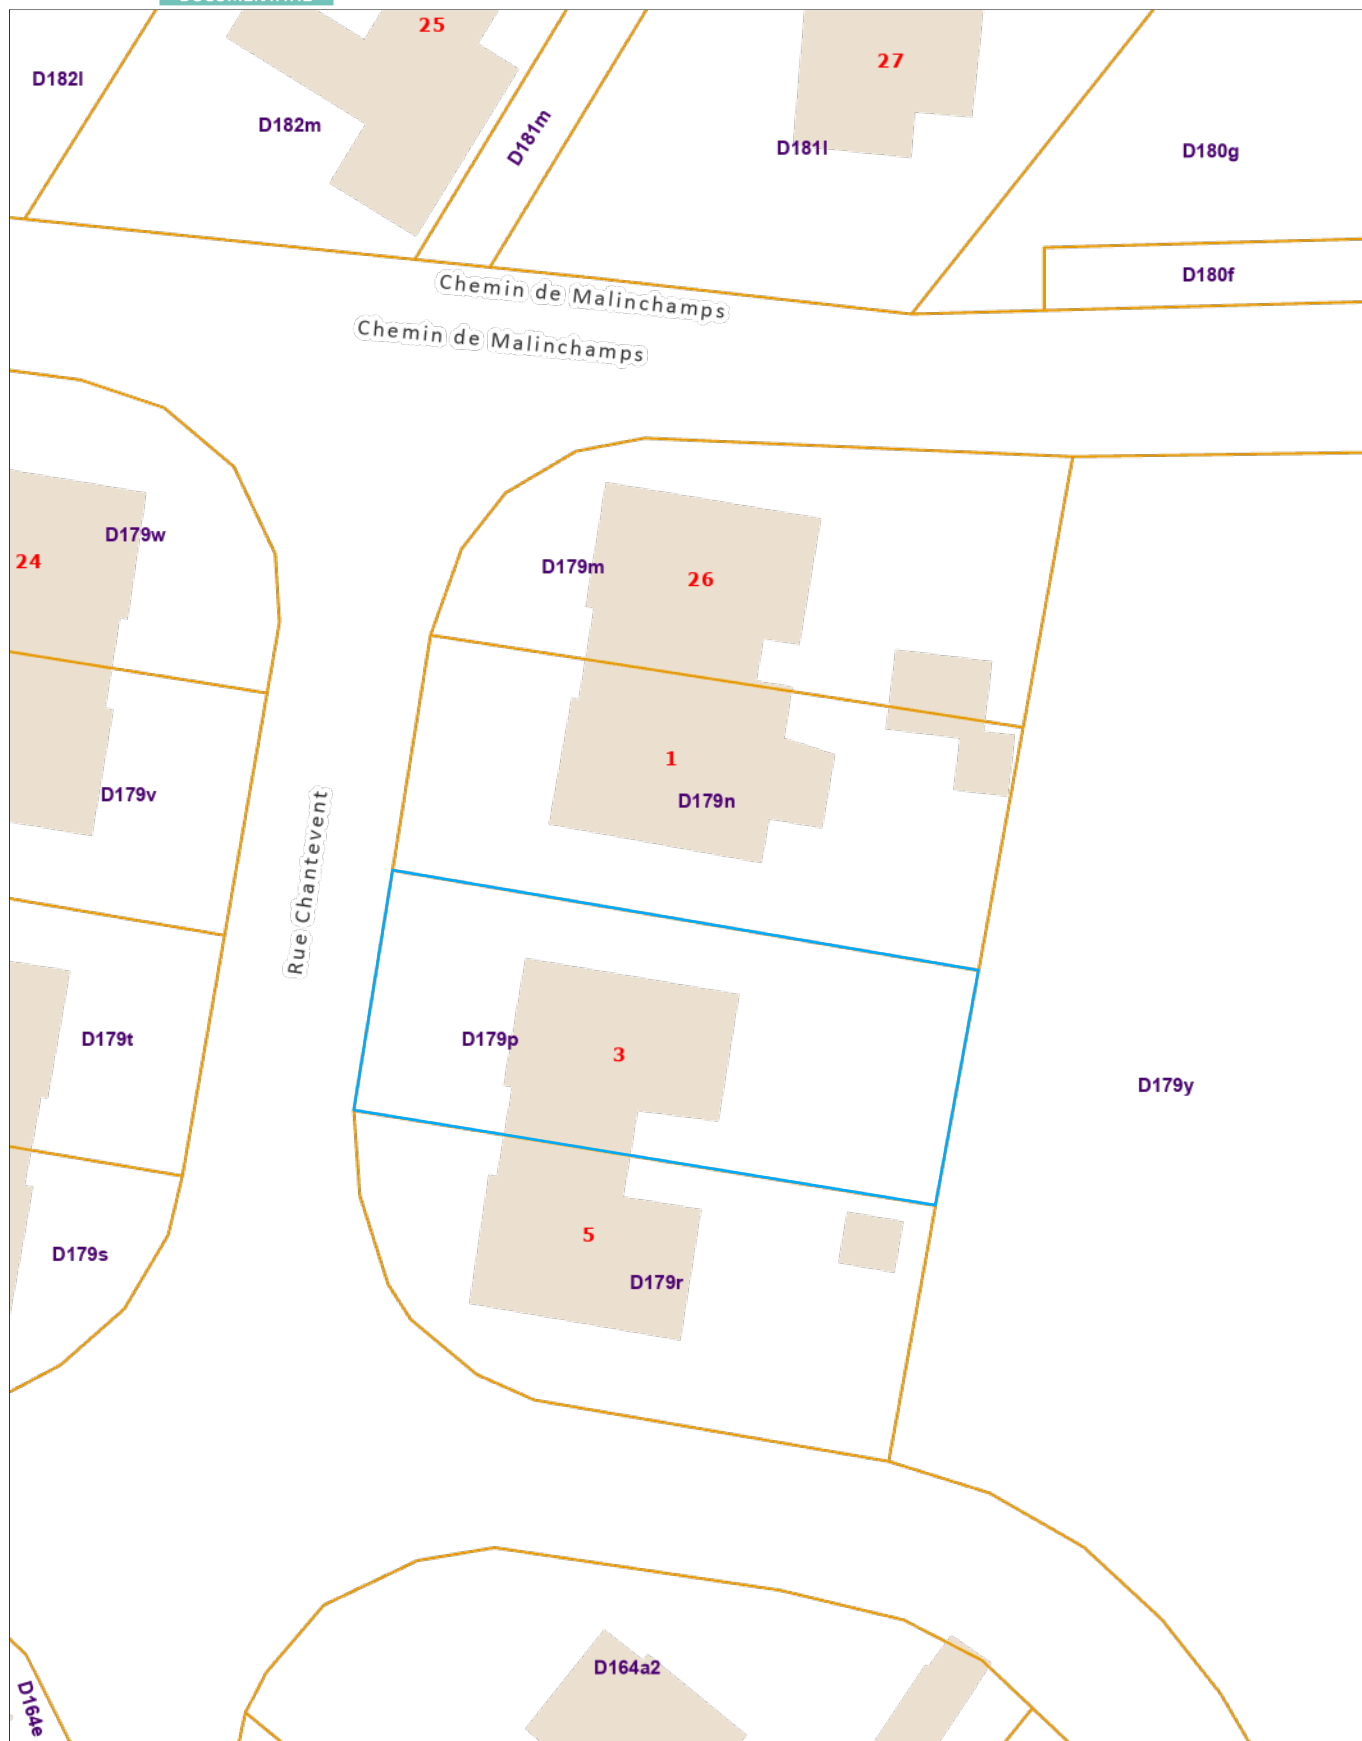 25
27
D182l
D182m
D181m
D181l
D180g
D180f
Chemin de Malinchamps
Chemin de Malinchamps
D179w
24
D179m
26
1
D179n
D179v
Rue Chantevent
D179t
D179p
3
D179y
D179s
5
D179r
D164a2
D164e